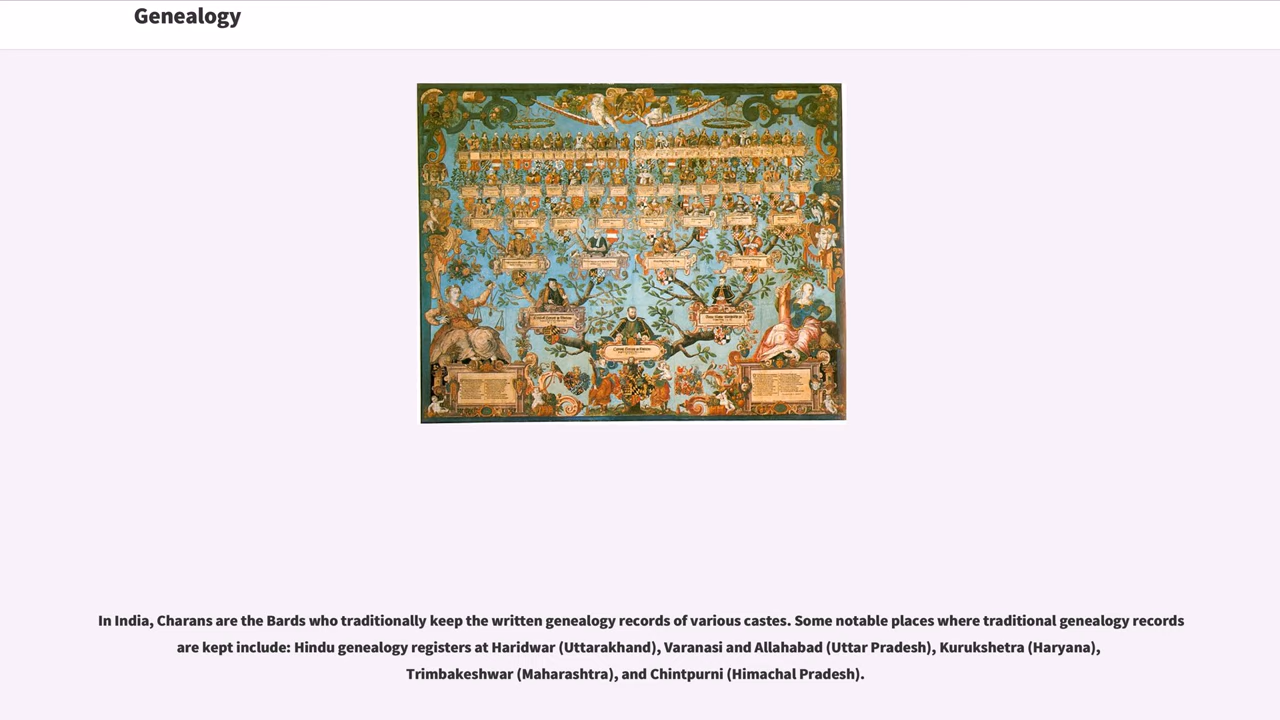 Genealogy
In India, Charans are the Bards who traditionally keep the written genealogy records of various castes. Some notable places where traditional genealogy records
are kept include: Hindu genealogy registers at Haridwar (Uttarakhand), Varanasi and Allahabad (Uttar Pradesh), Kurukshetra (Haryana),
Trimbakeshwar (Maharashtra), and Chintpurni (Himachal Pradesh).